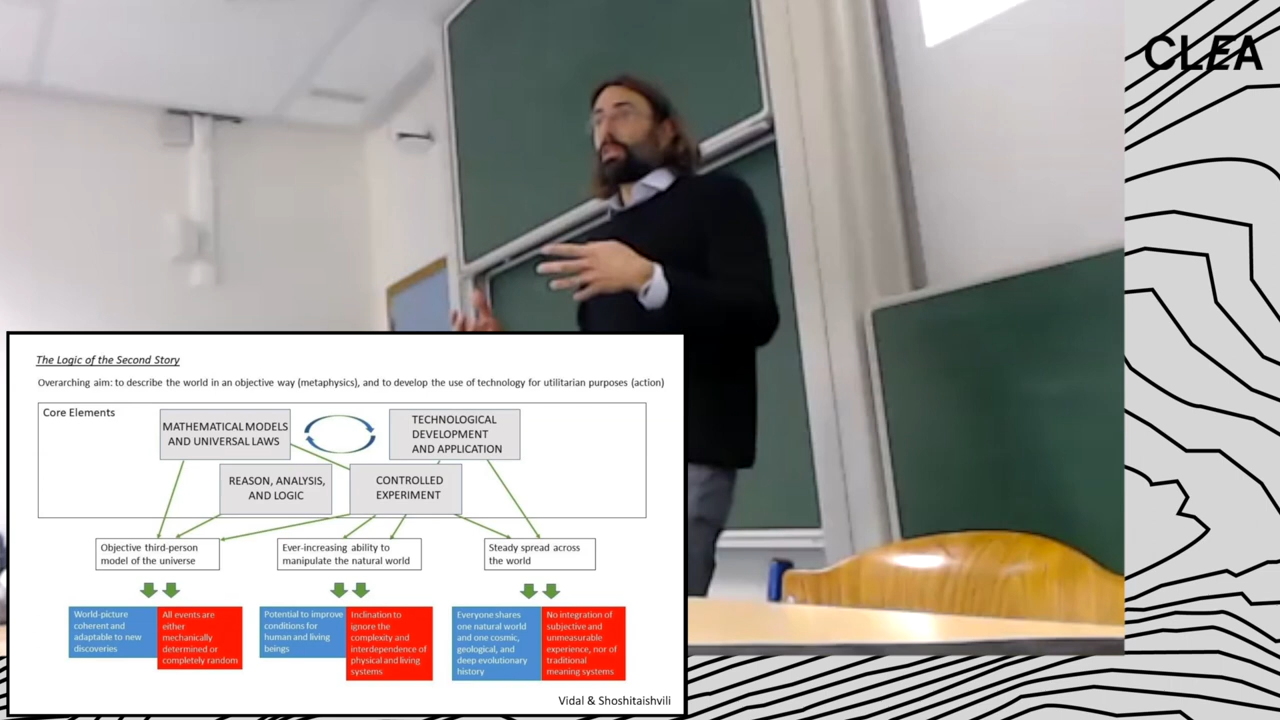 CLEA
The Logic of the Second Story
Overarching aim: to describe the world in an objective way (metaphysics), and to develop the use of technology for utilitarian purposes (action)
Core Elements
MATHEMATICAL MODELS
AND UNIVERSAL LAWS
TECHNOLOGICAL
DEVELOPMENT
AND APPLICATION
REASON, ANALYSIS,
AND LOGIC
CONTROLLED
EXPERIMENT
Objective third-person
model of the universe
Ever-increasing ability to
manipulate the natural world
Steady spread across
the world
World-picture
coherent and
adaptable to new
discoveries
All events are
either
mechanically
determined or
completely random
Potential to improve
conditions for
human and living
beings
Inclination to
ignore the
complexity and
interdependence of
physical and living
systems
Everyone shares
one natural world
and one cosmic,
geological, and
deep evolutionary
history
No integration of
subjective and
unmeasurable
experience, nor of
traditional
meaning systems
Vidal & Shoshitaishvili